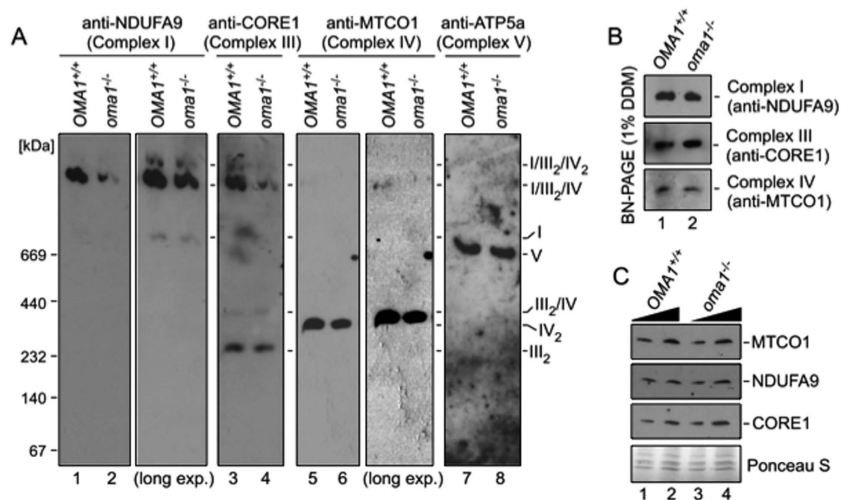 A
anti-NDUFA9
(Complex I)
anti-CORE1
(Complex III)
anti-MTCO1
(Complex IV)
anti-ATP5a
(Complex V)
OMA1+/+
oma1-/-
OMA1+/+
oma1-/-
OMA1+/+
oma1-/-
OMA1+/+
oma1-/-
OMA1+/+
oma1-/-
OMA1+/+
oma1-/-
[kDa]
669
440
232
140
67
I/III2/IV2
I/III2/IV
I
V
III2/IV
IV2
III2
1 2 (long exp.) 3 4 5 6 (long exp.) 7 8
B
OMA1+/+
oma1-/-
BN-PAGE (1% DDM)
Complex I
(anti-NDUFA9)
Complex III
(anti-CORE1)
Complex IV
(anti-MTCO1)
1 2
C
OMA1+/+
oma1-/-
MTCO1
NDUFA9
CORE1
Ponceau S
1 2 3 4